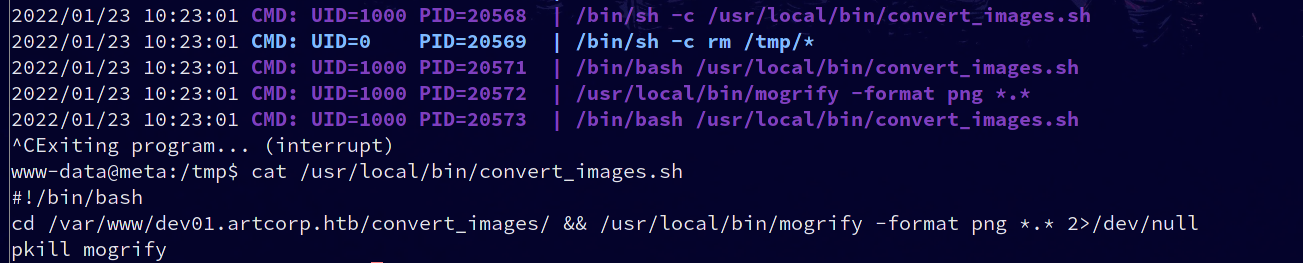 2022/01/23 10:23:01 CMD: UID=1000 PID=20568  | /bin/sh -c /usr/local/bin/convert_images.sh
2022/01/23 10:23:01 CMD: UID=0    PID=20569  | /bin/sh -c rm /tmp/*
2022/01/23 10:23:01 CMD: UID=1000 PID=20571  | /bin/bash /usr/local/bin/convert_images.sh
2022/01/23 10:23:01 CMD: UID=1000 PID=20572  | /usr/local/bin/mogrify -format png *.*
2022/01/23 10:23:01 CMD: UID=1000 PID=20573  | /bin/bash /usr/local/bin/convert_images.sh
^CExiting program... (interrupt)
www-data@meta:/tmp$ cat /usr/local/bin/convert_images.sh
#!/bin/bash
cd /var/www/dev01.artcorp.htb/convert_images/ && /usr/local/bin/mogrify -format png *.* 2>/dev/null
pkill mogrify